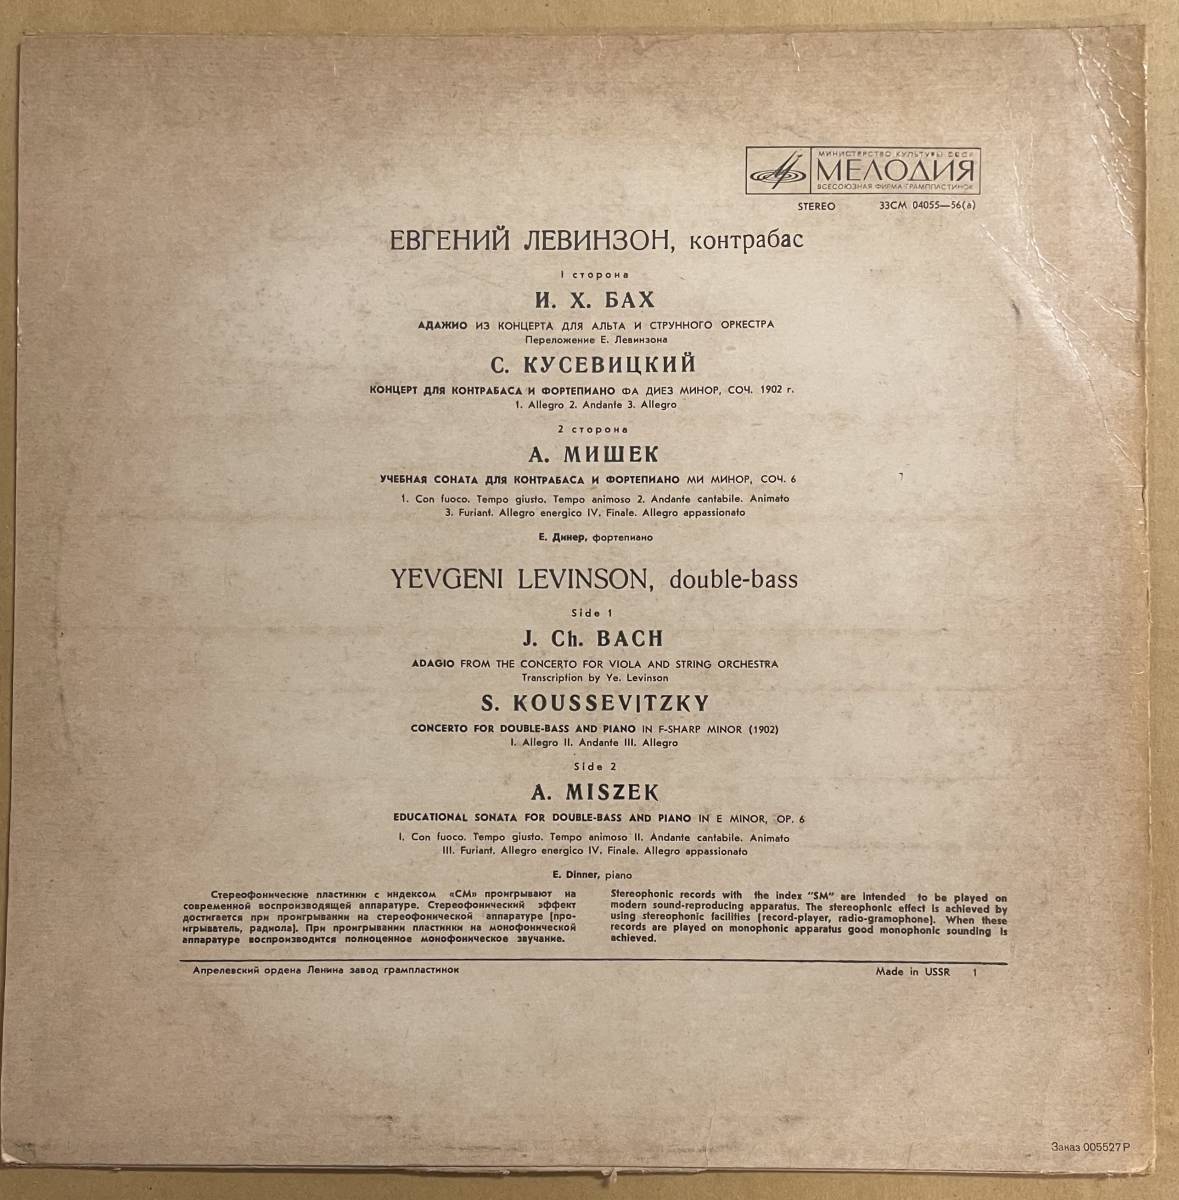 МИНИСТЕРСТВО КУЛЬТУРЫ СССР
МЕЛОДИЯ
ВСЕСОЮЗНАЯ ФИРМА ГРАМПЛАСТИНОК
STEREO 33СМ 04055—56(а)
ЕВГЕНИЙ ЛЕВИНЗОН, контрабас
1 сторона
И. Х. БАХ
АДАЖИО ИЗ КОНЦЕРТА ДЛЯ АЛЬТА И СТРУННОГО ОРКЕСТРА
Переложение Е. Левинзона
С. КУСЕВИЦКИЙ
КОНЦЕРТ ДЛЯ КОНТРАБАСА И ФОРТЕПИАНО ФА ДИЕЗ МИНОР, СОЧ. 1902 г.
1. Allegro 2. Andante 3. Allegro
2 сторона
А. МИШЕК
УЧЕБНАЯ СОНАТА ДЛЯ КОНТРАБАСА И ФОРТЕПИАНО МИ МИНОР, СОЧ. 6
1. Con fuoco. Tempo giusto. Tempo animoso 2. Andante cantabile. Animato
3. Furiant. Allegro energico IV. Finale. Allegro appassionato
Е. Динер, фортепиано
YEVGENI LEVINSON, double-bass
Side 1
J. Ch. BACH
ADAGIO FROM THE CONCERTO FOR VIOLA AND STRING ORCHESTRA
Transcription by Ye. Levinson
S. KOUSSEVITZKY
CONCERTO FOR DOUBLE-BASS AND PIANO IN F-SHARP MINOR (1902)
I. Allegro II. Andante III. Allegro
Side 2
A. MISZEK
EDUCATIONAL SONATA FOR DOUBLE-BASS AND PIANO IN E MINOR, OP. 6
I. Con fuoco. Tempo giusto. Tempo animoso II. Andante cantabile. Animato
III. Furiant. Allegro energico IV. Finale. Allegro appassionato
E. Dinner, piano
Стереофонические пластинки с индексом «СМ» проигрывают на
современной воспроизводящей аппаратуре. Стереофонический эффект
достигается при проигрывании на стереофонической аппаратуре (про-
игрыватель, радиола). При проигрывании пластинки на монофонической
аппаратуре воспроизводится полноценное монофоническое звучание.
Stereophonic records with the index "SM" are intended to be played on
modern sound-reproducing apparatus. The stereophonic effect is achieved by
using stereophonic facilities (record-player, radio-gramophone). When these
records are played on monophonic apparatus good monophonic sounding is
achieved.
Апрелевский ордена Ленина завод грампластинок
Made in USSR 1
Заказ 005527Р